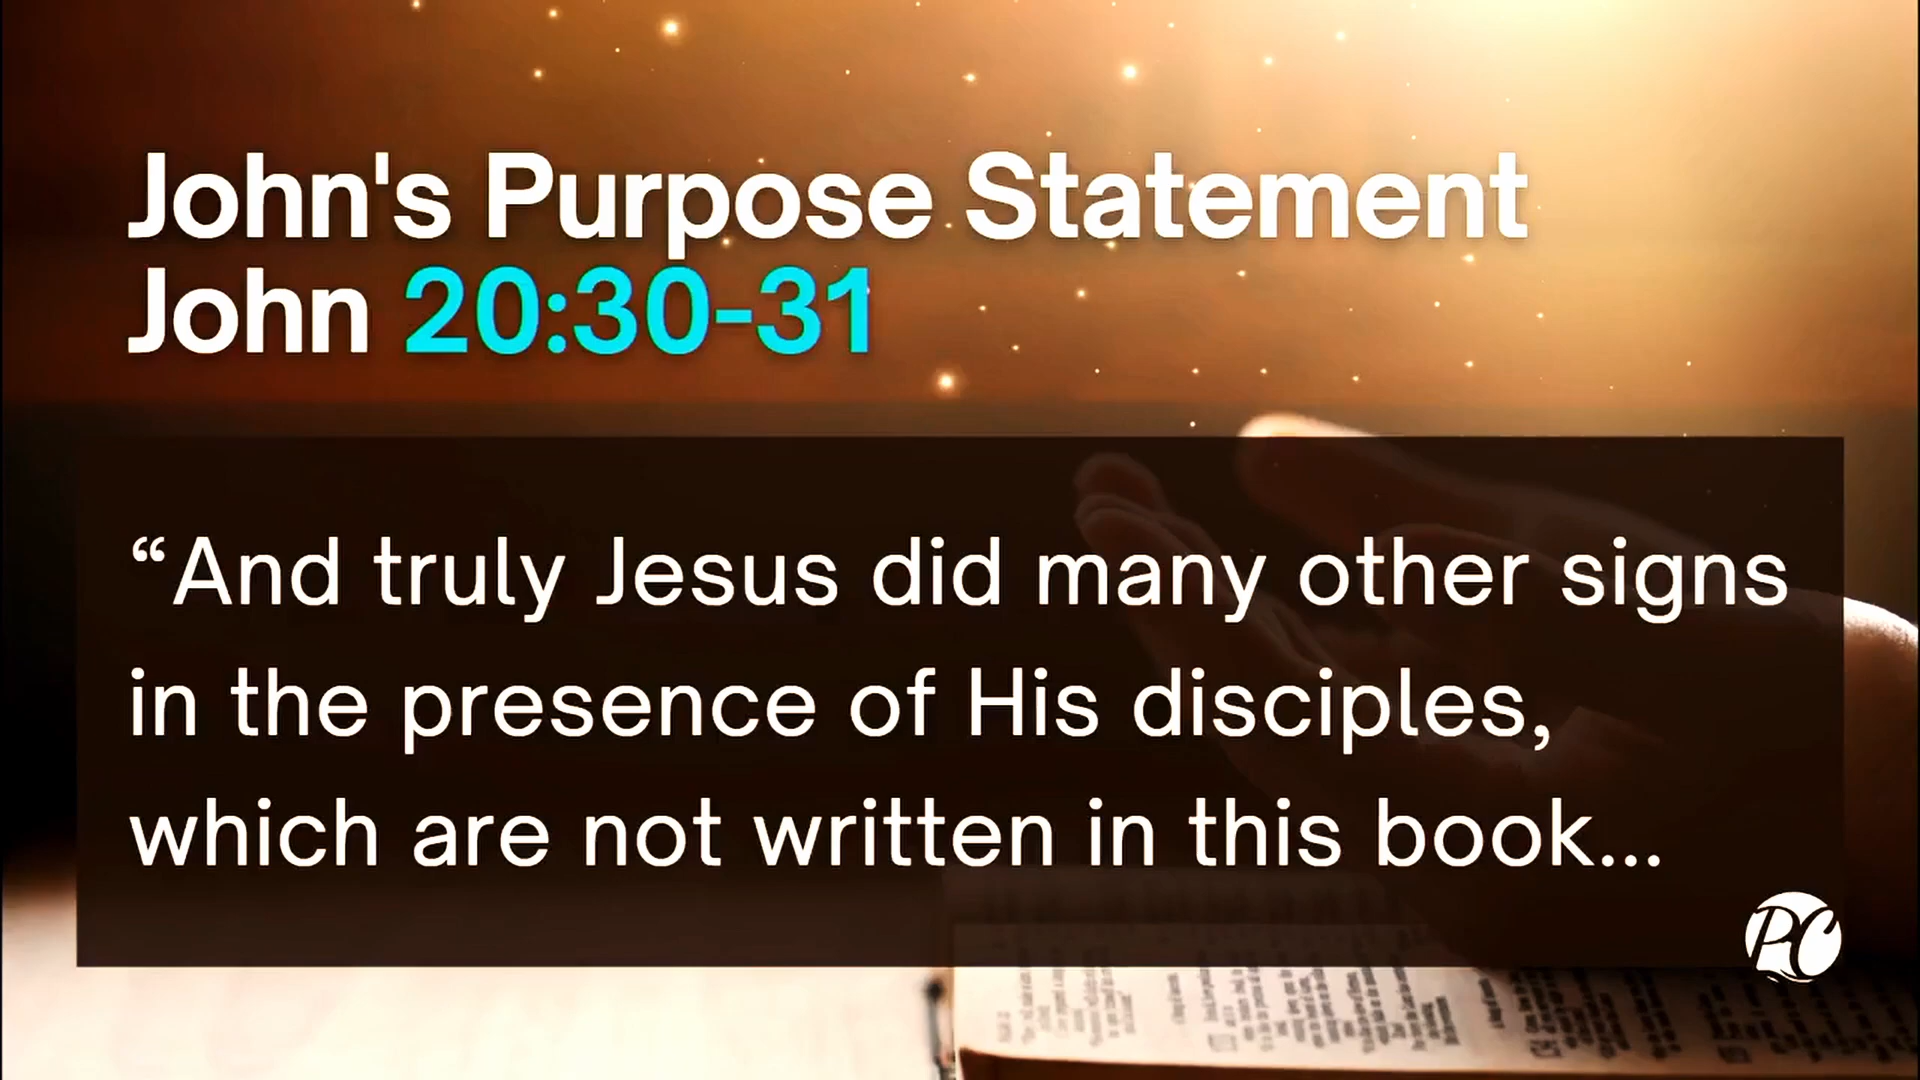 John's Purpose Statement
John 20:30-31
“And truly Jesus did many other signs
in the presence of His disciples,
which are not written in this book...
PC